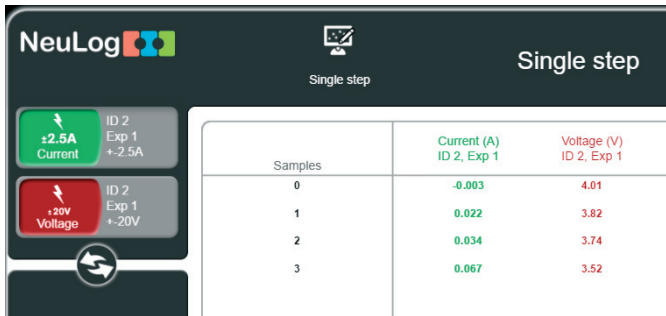 NeuLog
Single step
Single step
±2.5A
Current
ID 2
Exp 1
+-2.5A
±20V
Voltage
ID 2
Exp 1
+-20V
Samples Current (A) ID 2, Exp 1 Voltage (V) ID 2, Exp 1
0 -0.003 4.01
1 0.022 3.82
2 0.034 3.74
3 0.067 3.52